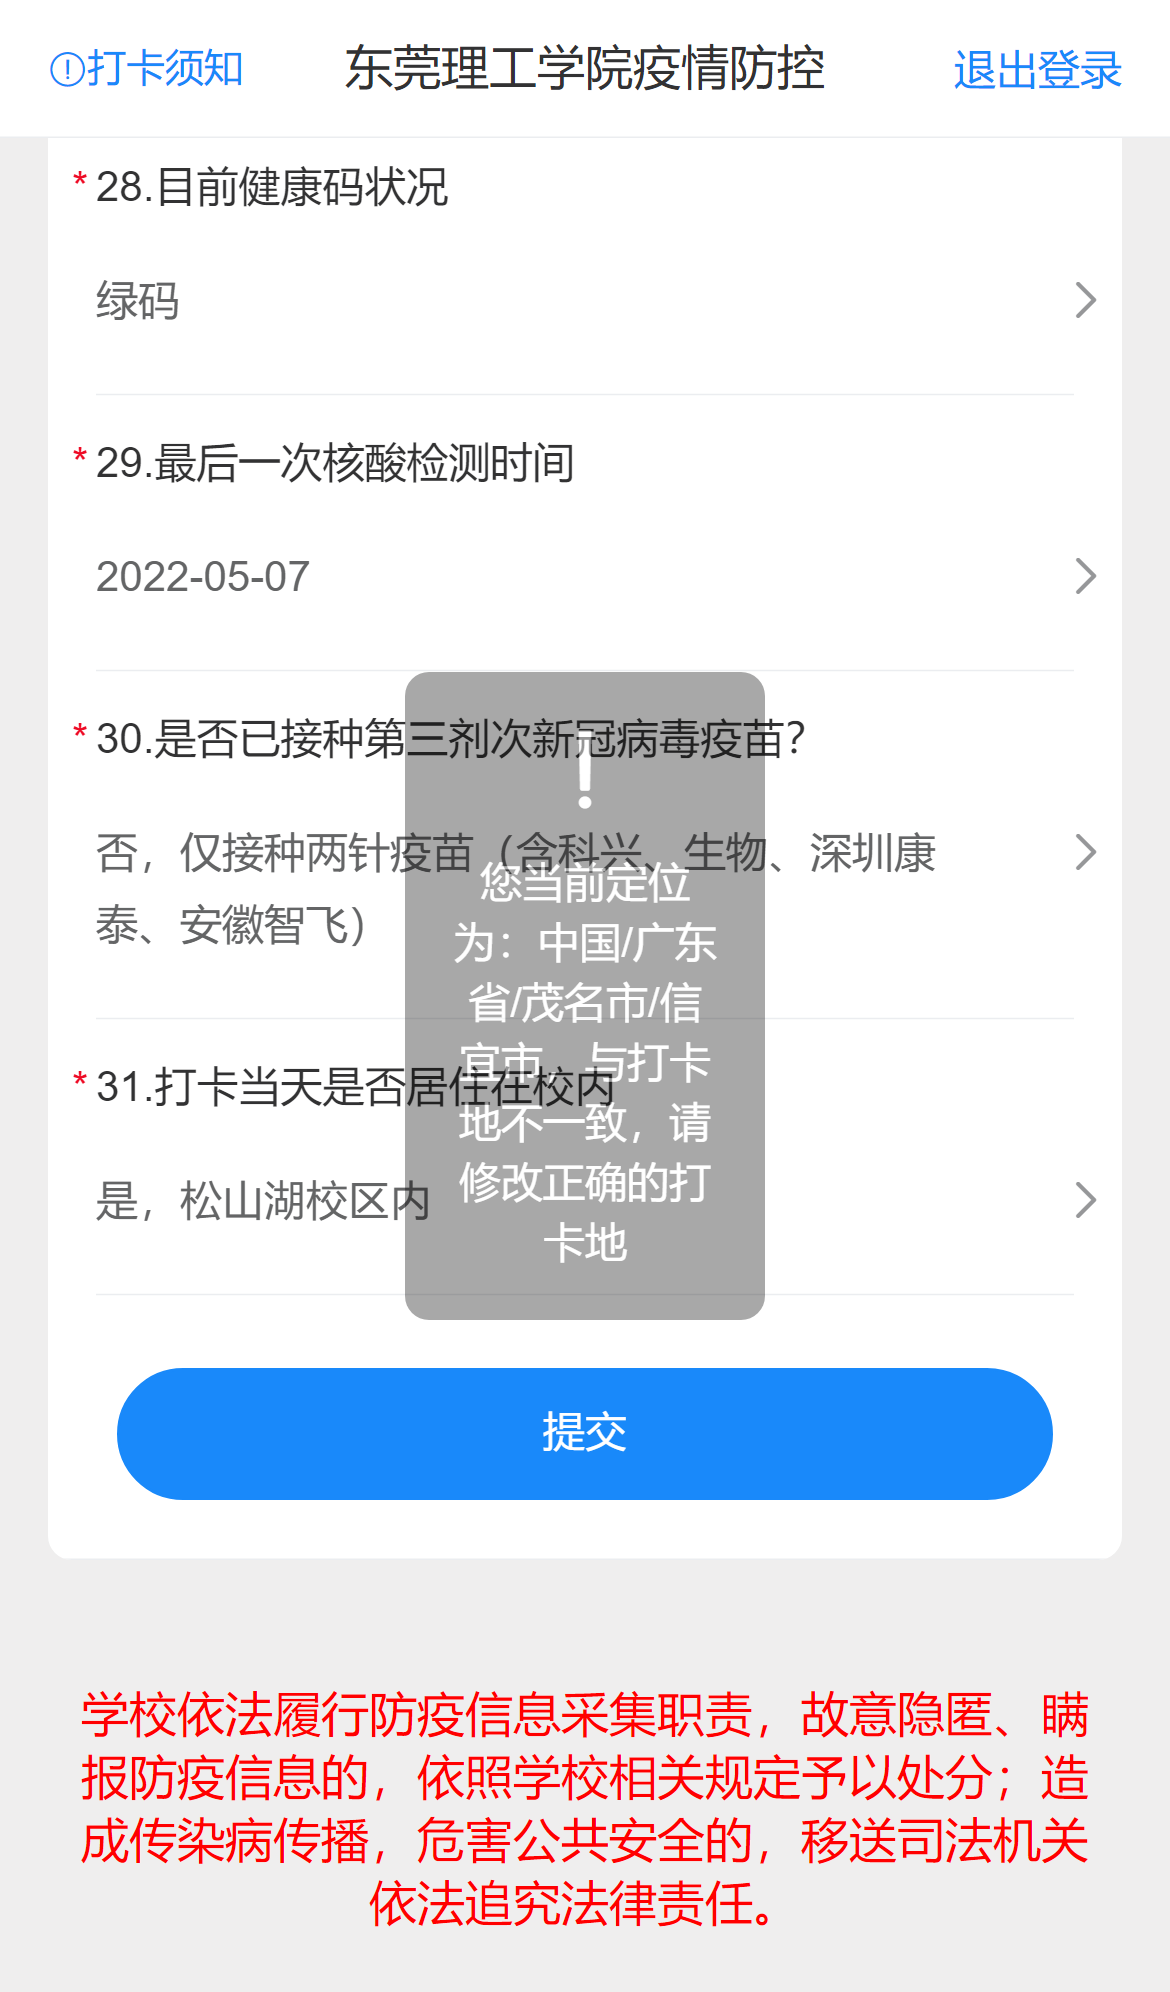 打卡须知
东莞理工学院疫情防控
退出登录
* 28.目前健康码状况
绿码
* 29.最后一次核酸检测时间
2022-05-07
* 30.是否已接种第三剂次新冠病毒疫苗？
否，仅接种两针疫苗（含科兴、生物、深圳康
泰、安徽智飞）
* 31.打卡当天是否居住在校内
是，松山湖校区内
您当前定位
为：中国/广东
省/茂名市/信
宜市，与打卡
地不一致，请
修改正确的打
卡地
提交
学校依法履行防疫信息采集职责，故意隐匿、瞒
报防疫信息的，依照学校相关规定予以处分；造
成传染病传播，危害公共安全的，移送司法机关
依法追究法律责任。